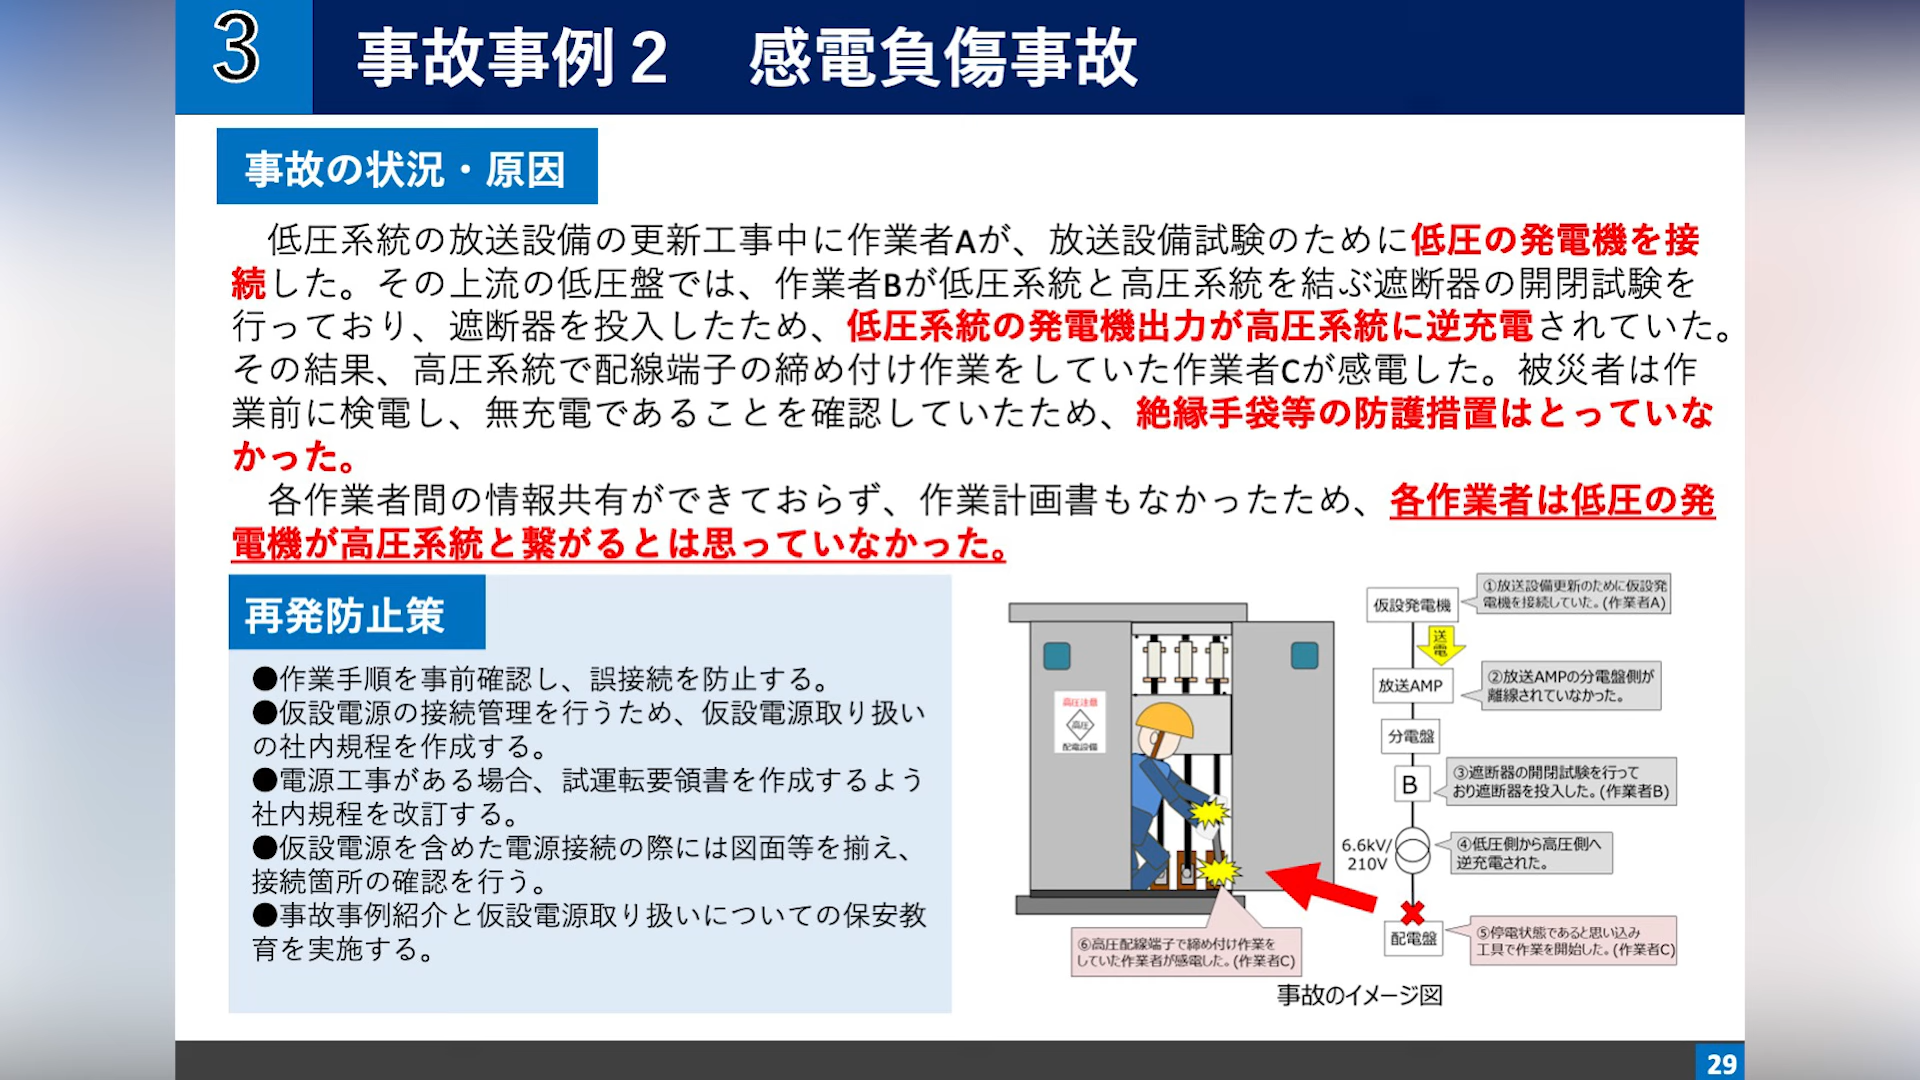 3
事故事例２　感電負傷事故
事故の状況・原因
低圧系統の放送設備の更新工事中に作業者Aが、放送設備試験のために低圧の発電機を接
続した。その上流の低圧盤では、作業者Bが低圧系統と高圧系統を結ぶ遮断器の開閉試験を
行っており、遮断器を投入したため、低圧系統の発電機出力が高圧系統に逆充電されていた。
その結果、高圧系統で配線端子の締め付け作業をしていた作業者Cが感電した。被災者は作
業前に検電し、無充電であることを確認していたため、絶縁手袋等の防護措置はとっていな
かった。
各作業者間の情報共有ができておらず、作業計画書もなかったため、各作業者は低圧の発
電機が高圧系統と繋がるとは思っていなかった。
再発防止策
●作業手順を事前確認し、誤接続を防止する。
●仮設電源の接続管理を行うため、仮設電源取り扱い
の社内規程を作成する。
●電源工事がある場合、試運転要領書を作成するよう
社内規程を改訂する。
●仮設電源を含めた電源接続の際には図面等を揃え、
接続箇所の確認を行う。
●事故事例紹介と仮設電源取り扱いについての保安教
育を実施する。
高圧注意
高圧
配電設備
仮設発電機
①放送設備更新のために仮設発
電機を接続していた。(作業者A)
送
電
放送AMP
②放送AMPの分電盤側が
離線されていなかった。
分電盤
B
③遮断器の開閉試験を行って
おり遮断器を投入した。(作業者B)
6.6kV/
210V
④低圧側から高圧側へ
逆充電された。
配電盤
⑤停電状態であると思い込み
工具で作業を開始した。(作業者C)
⑥高圧配線端子で締め付け作業を
していた作業者が感電した。(作業者C)
事故のイメージ図
29